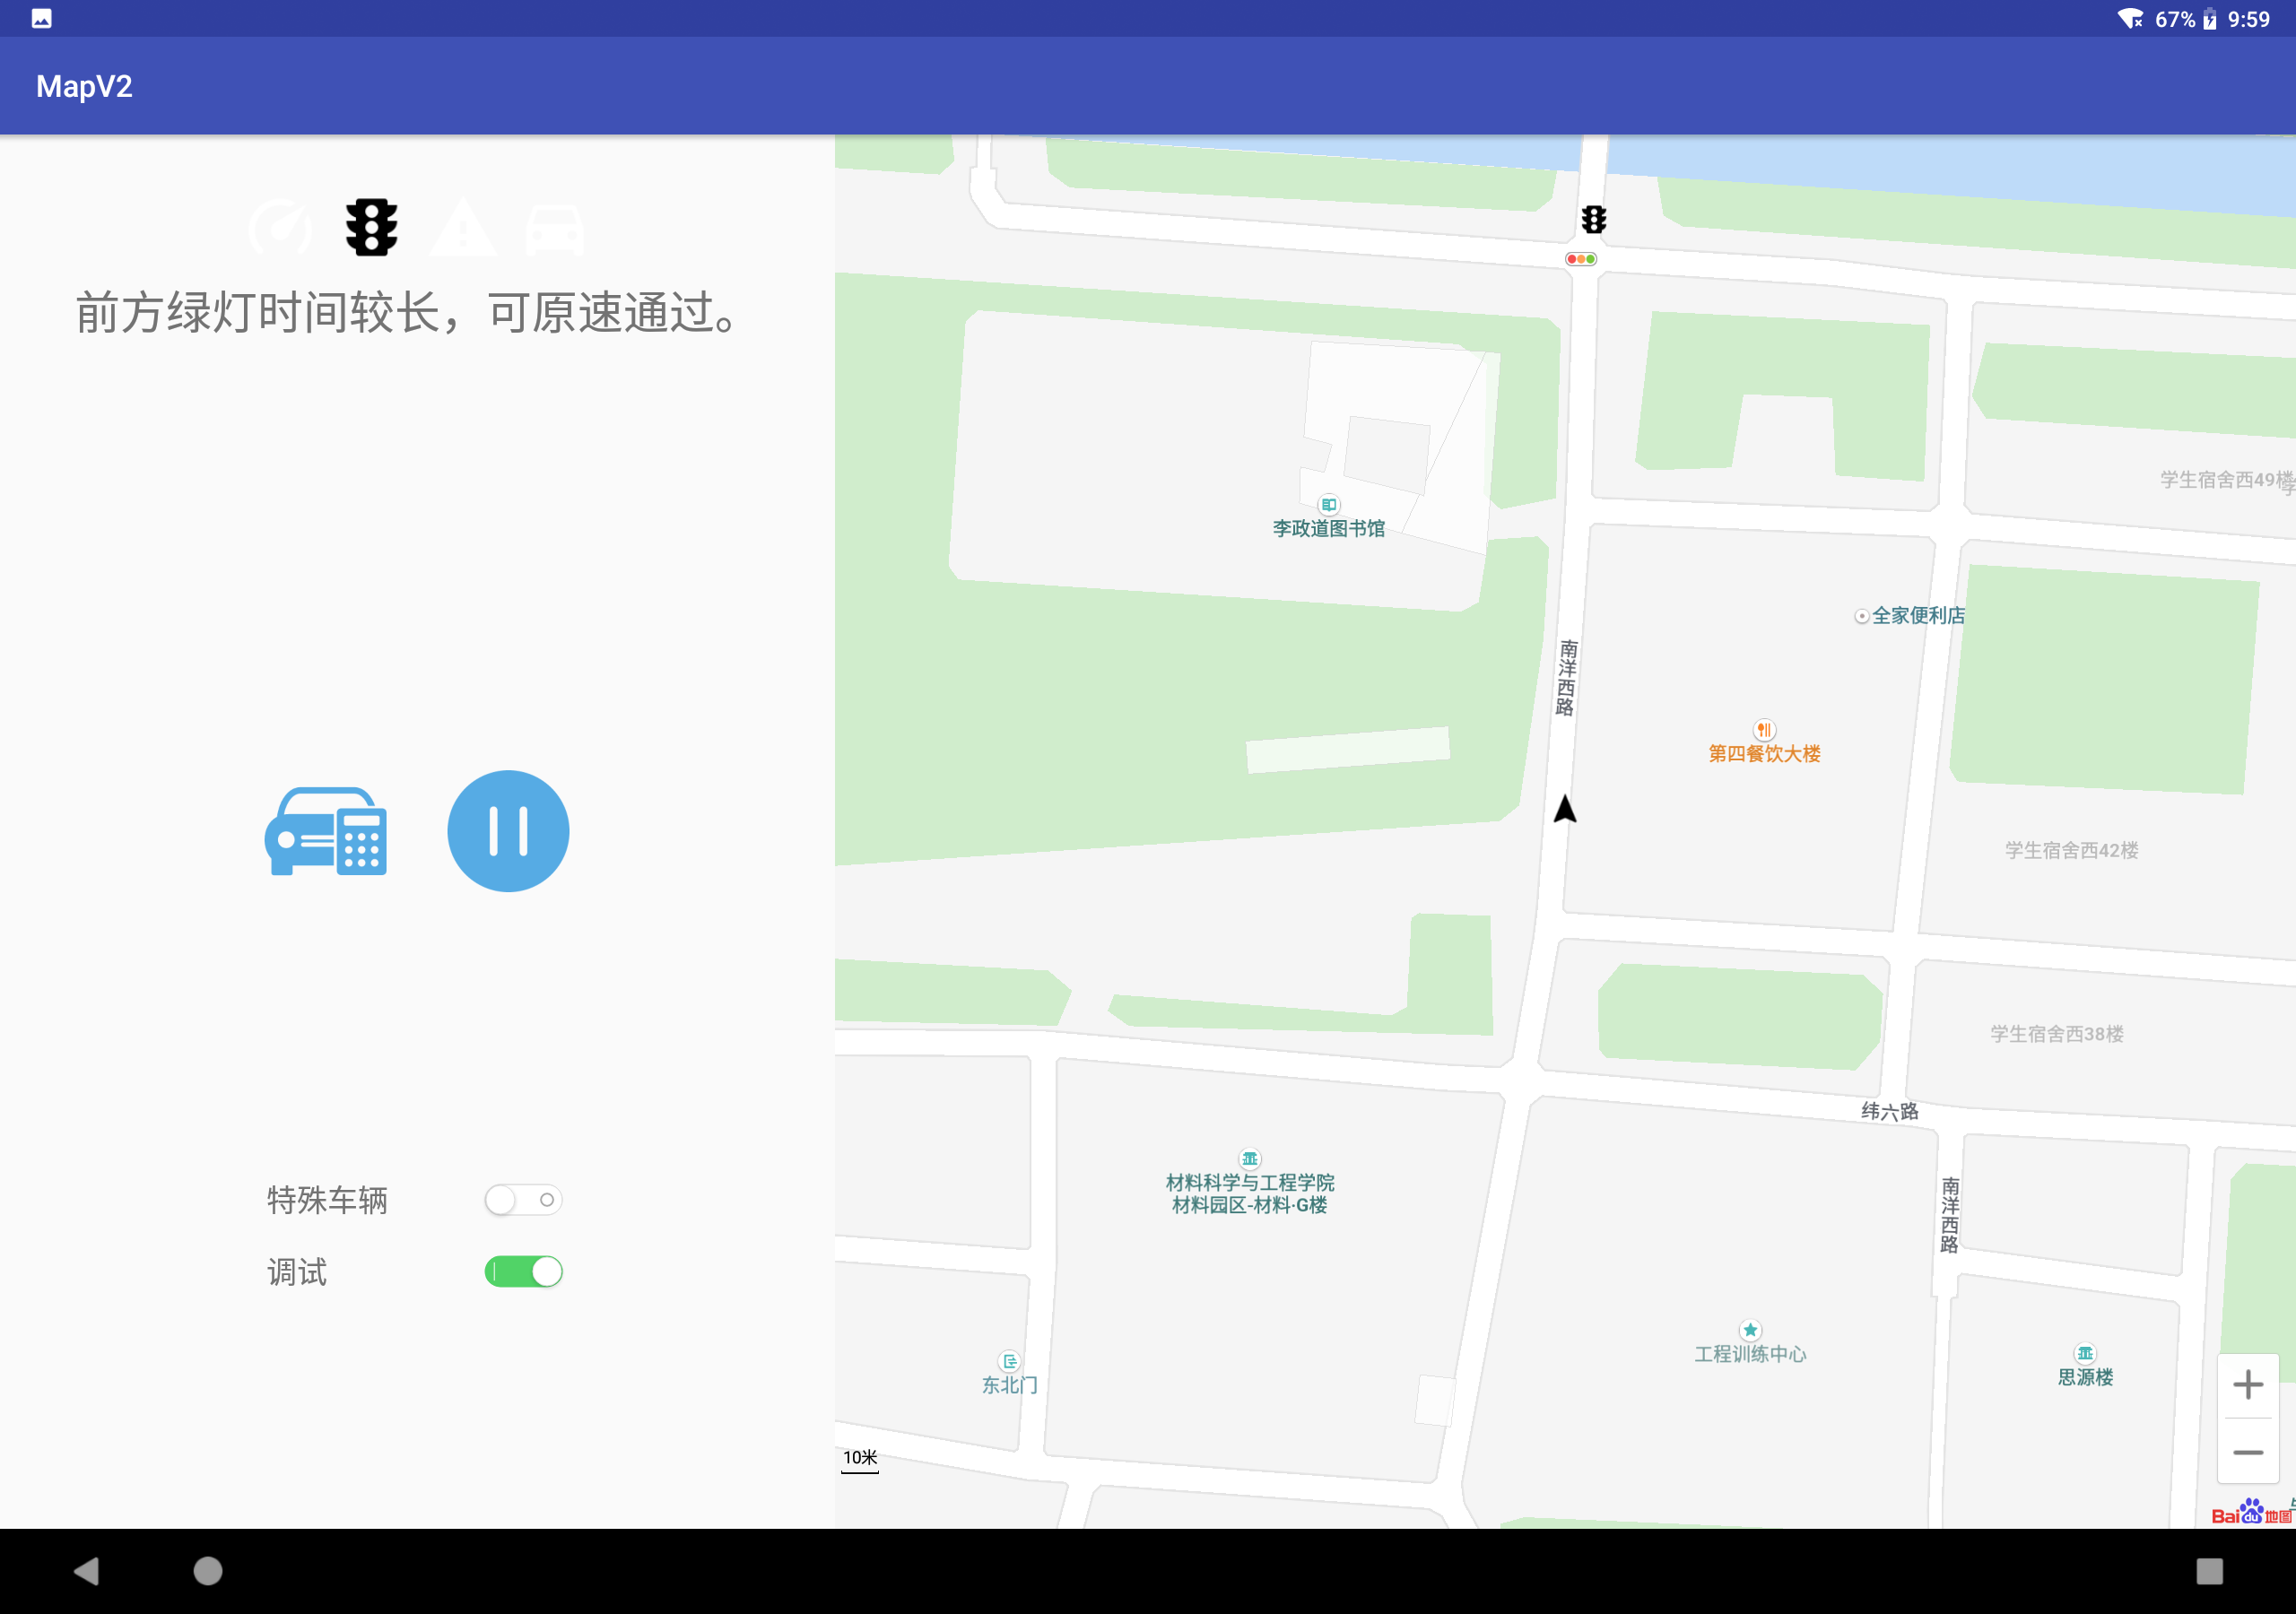 67%
9:59
MapV2
前方绿灯时间较长，可原速通过。
特殊车辆
调试
学生宿舍西49楼
李政道图书馆
全家便利店
南洋西路
第四餐饮大楼
学生宿舍西42楼
学生宿舍西38楼
纬六路
材料科学与工程学院
材料园区-材料·G楼
南洋西路
工程训练中心
思源楼
东北门
10米
Bai du 地图